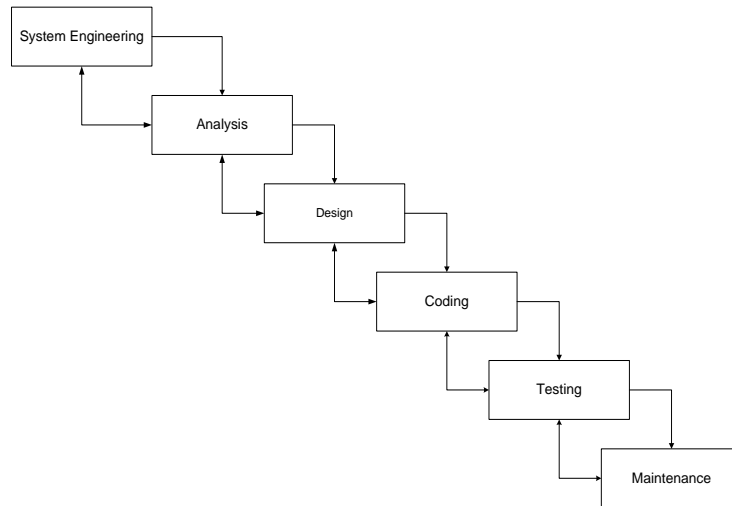 System Engineering
Analysis
Design
Coding
Testing
Maintenance